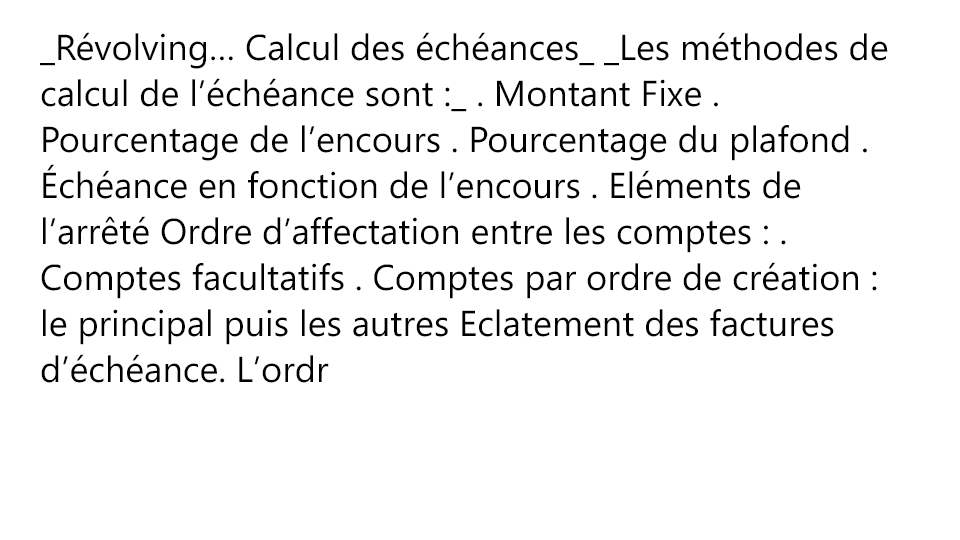 _Révolving... Calcul des échéances_ _Les méthodes de
calcul de l’échéance sont :_ . Montant Fixe .
Pourcentage de l’encours . Pourcentage du plafond .
Échéance en fonction de l’encours . Eléments de
l’arrêté Ordre d’affectation entre les comptes : .
Comptes facultatifs . Comptes par ordre de création :
le principal puis les autres Eclatement des factures
d’échéance. L’ordr